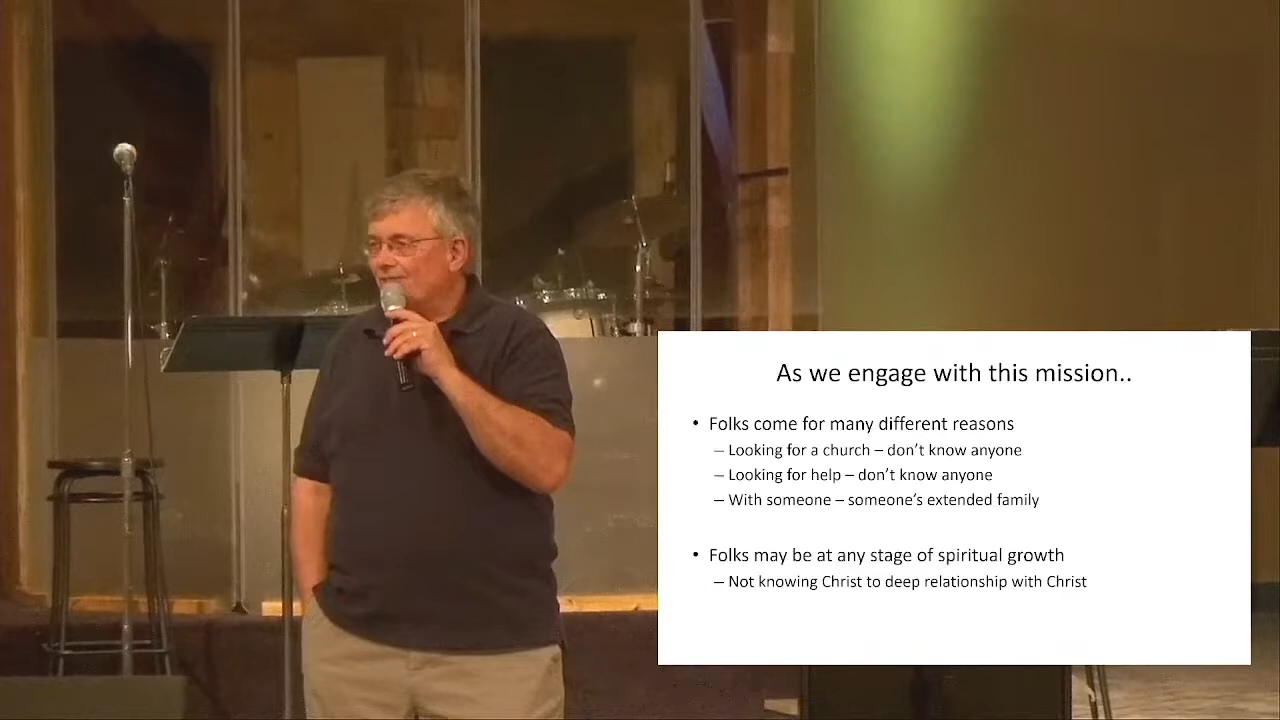 As we engage with this mission..
• Folks come for many different reasons
– Looking for a church – don't know anyone
– Looking for help – don't know anyone
– With someone – someone's extended family
• Folks may be at any stage of spiritual growth
– Not knowing Christ to deep relationship with Christ